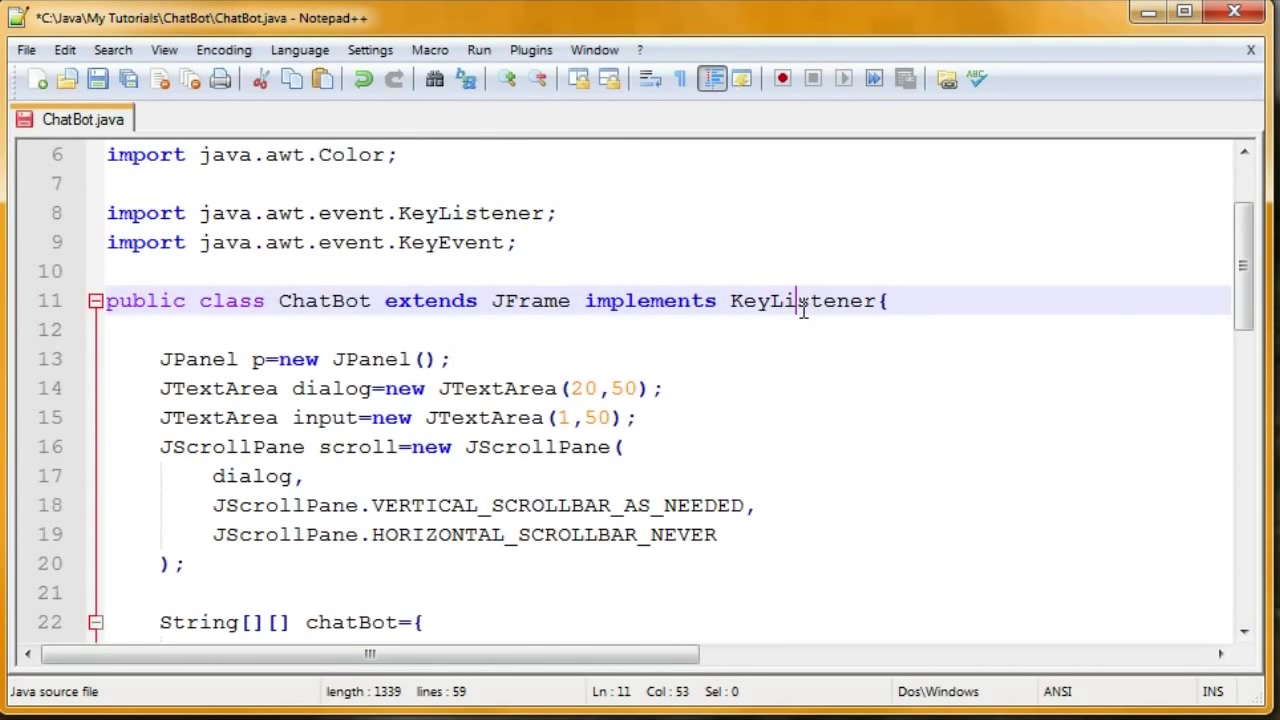 *C:\Java\My Tutorials\ChatBot\ChatBot.java - Notepad++
File Edit Search View Encoding Language Settings Macro Run Plugins Window ? X
ABC
ChatBot.java
6 import java.awt.Color;
7
8 import java.awt.event.KeyListener;
9 import java.awt.event.KeyEvent;
10
11 public class ChatBot extends JFrame implements KeyListener{
12
13 JPanel p=new JPanel();
14 JTextArea dialog=new JTextArea(20,50);
15 JTextArea input=new JTextArea(1,50);
16 JScrollPane scroll=new JScrollPane(
17 dialog,
18 JScrollPane.VERTICAL_SCROLLBAR_AS_NEEDED,
19 JScrollPane.HORIZONTAL_SCROLLBAR_NEVER
20 );
21
22 String[][] chatBot={
Java source file length : 1339 lines : 59 Ln : 11 Col : 53 Sel : 0 Dos\Windows ANSI INS